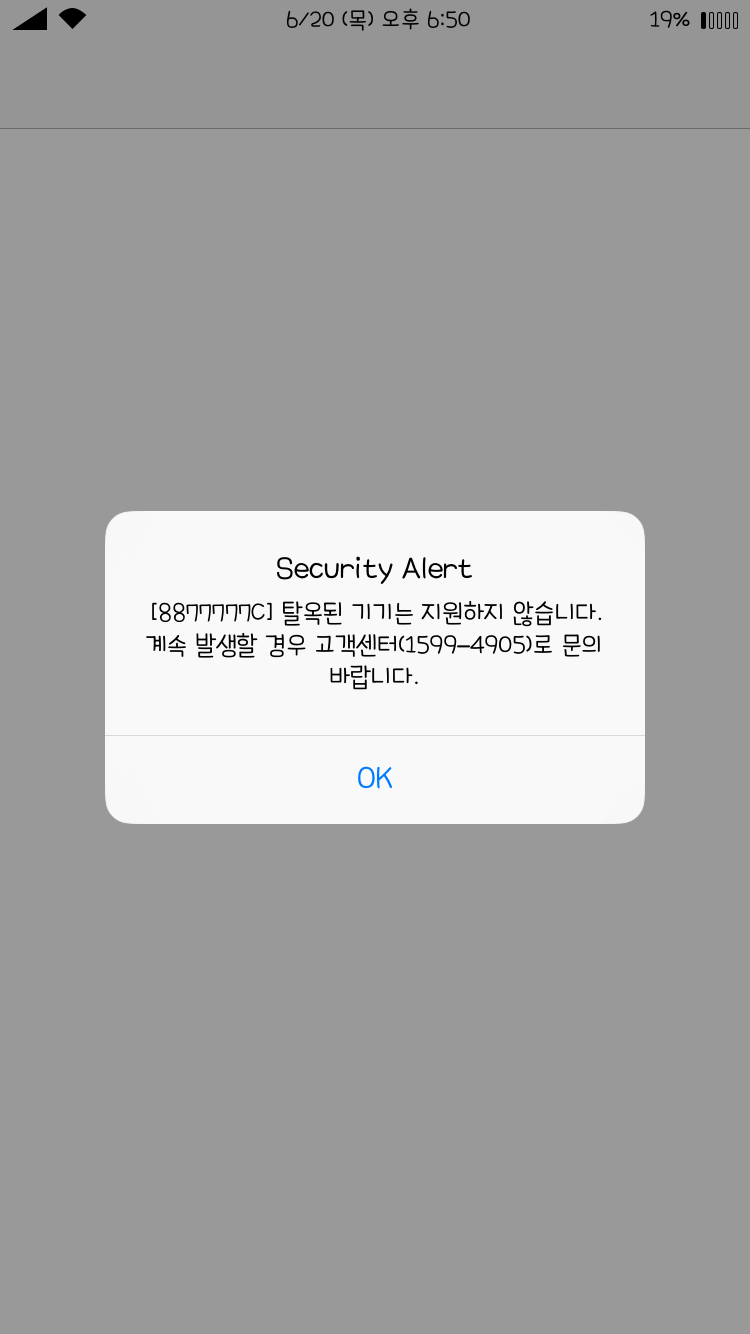 6/20 (목) 오후 6:50
19%
Security Alert
[8877777C] 탈옥된 기기는 지원하지 않습니다.
계속 발생할 경우 고객센터(1599-4905)로 문의
바랍니다.
OK